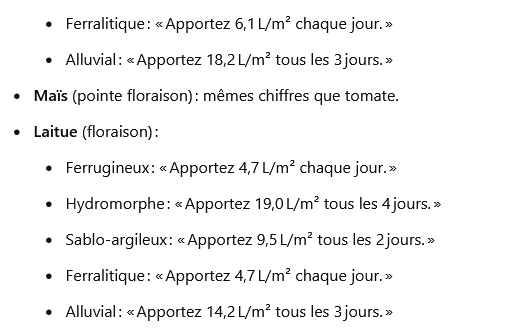 • Ferralitique : « Apportez 6,1 L/m² chaque jour. »
• Alluvial : « Apportez 18,2 L/m² tous les 3 jours. »
• Maïs (pointe floraison) : mêmes chiffres que tomate.
• Laitue (floraison) :
• Ferrugineux : « Apportez 4,7 L/m² chaque jour. »
• Hydromorphe : « Apportez 19,0 L/m² tous les 4 jours. »
• Sablo-argileux : « Apportez 9,5 L/m² tous les 2 jours. »
• Ferralitique : « Apportez 4,7 L/m² chaque jour. »
• Alluvial : « Apportez 14,2 L/m² tous les 3 jours. »